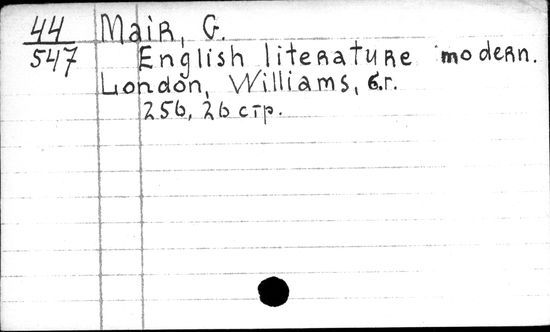 44
547
Mair, G.
English literature modern.
London, Williams, б.г.
256, 26 стр.